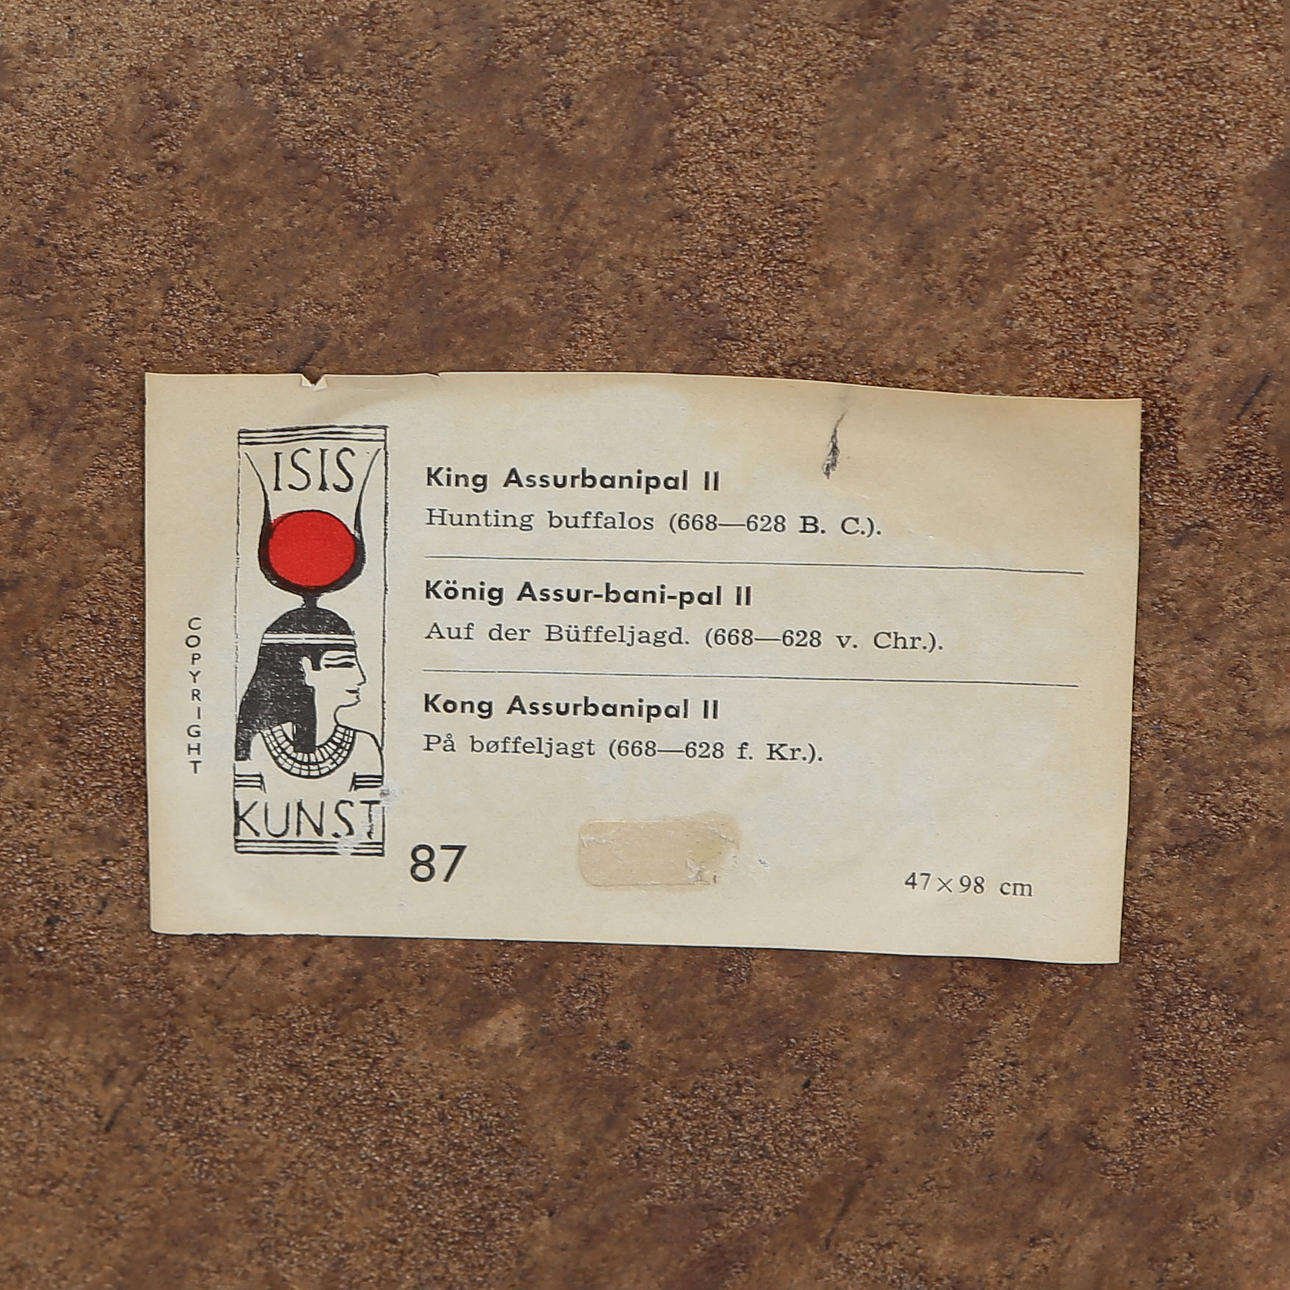 ISIS
KUNST
COPYRIGHT
King Assurbanipal II
Hunting buffalos (668—628 B. C.).
König Assur-bani-pal II
Auf der Büffeljagd. (668—628 v. Chr.).
Kong Assurbanipal II
På bøffeljagt (668—628 f. Kr.).
87
47 × 98 cm